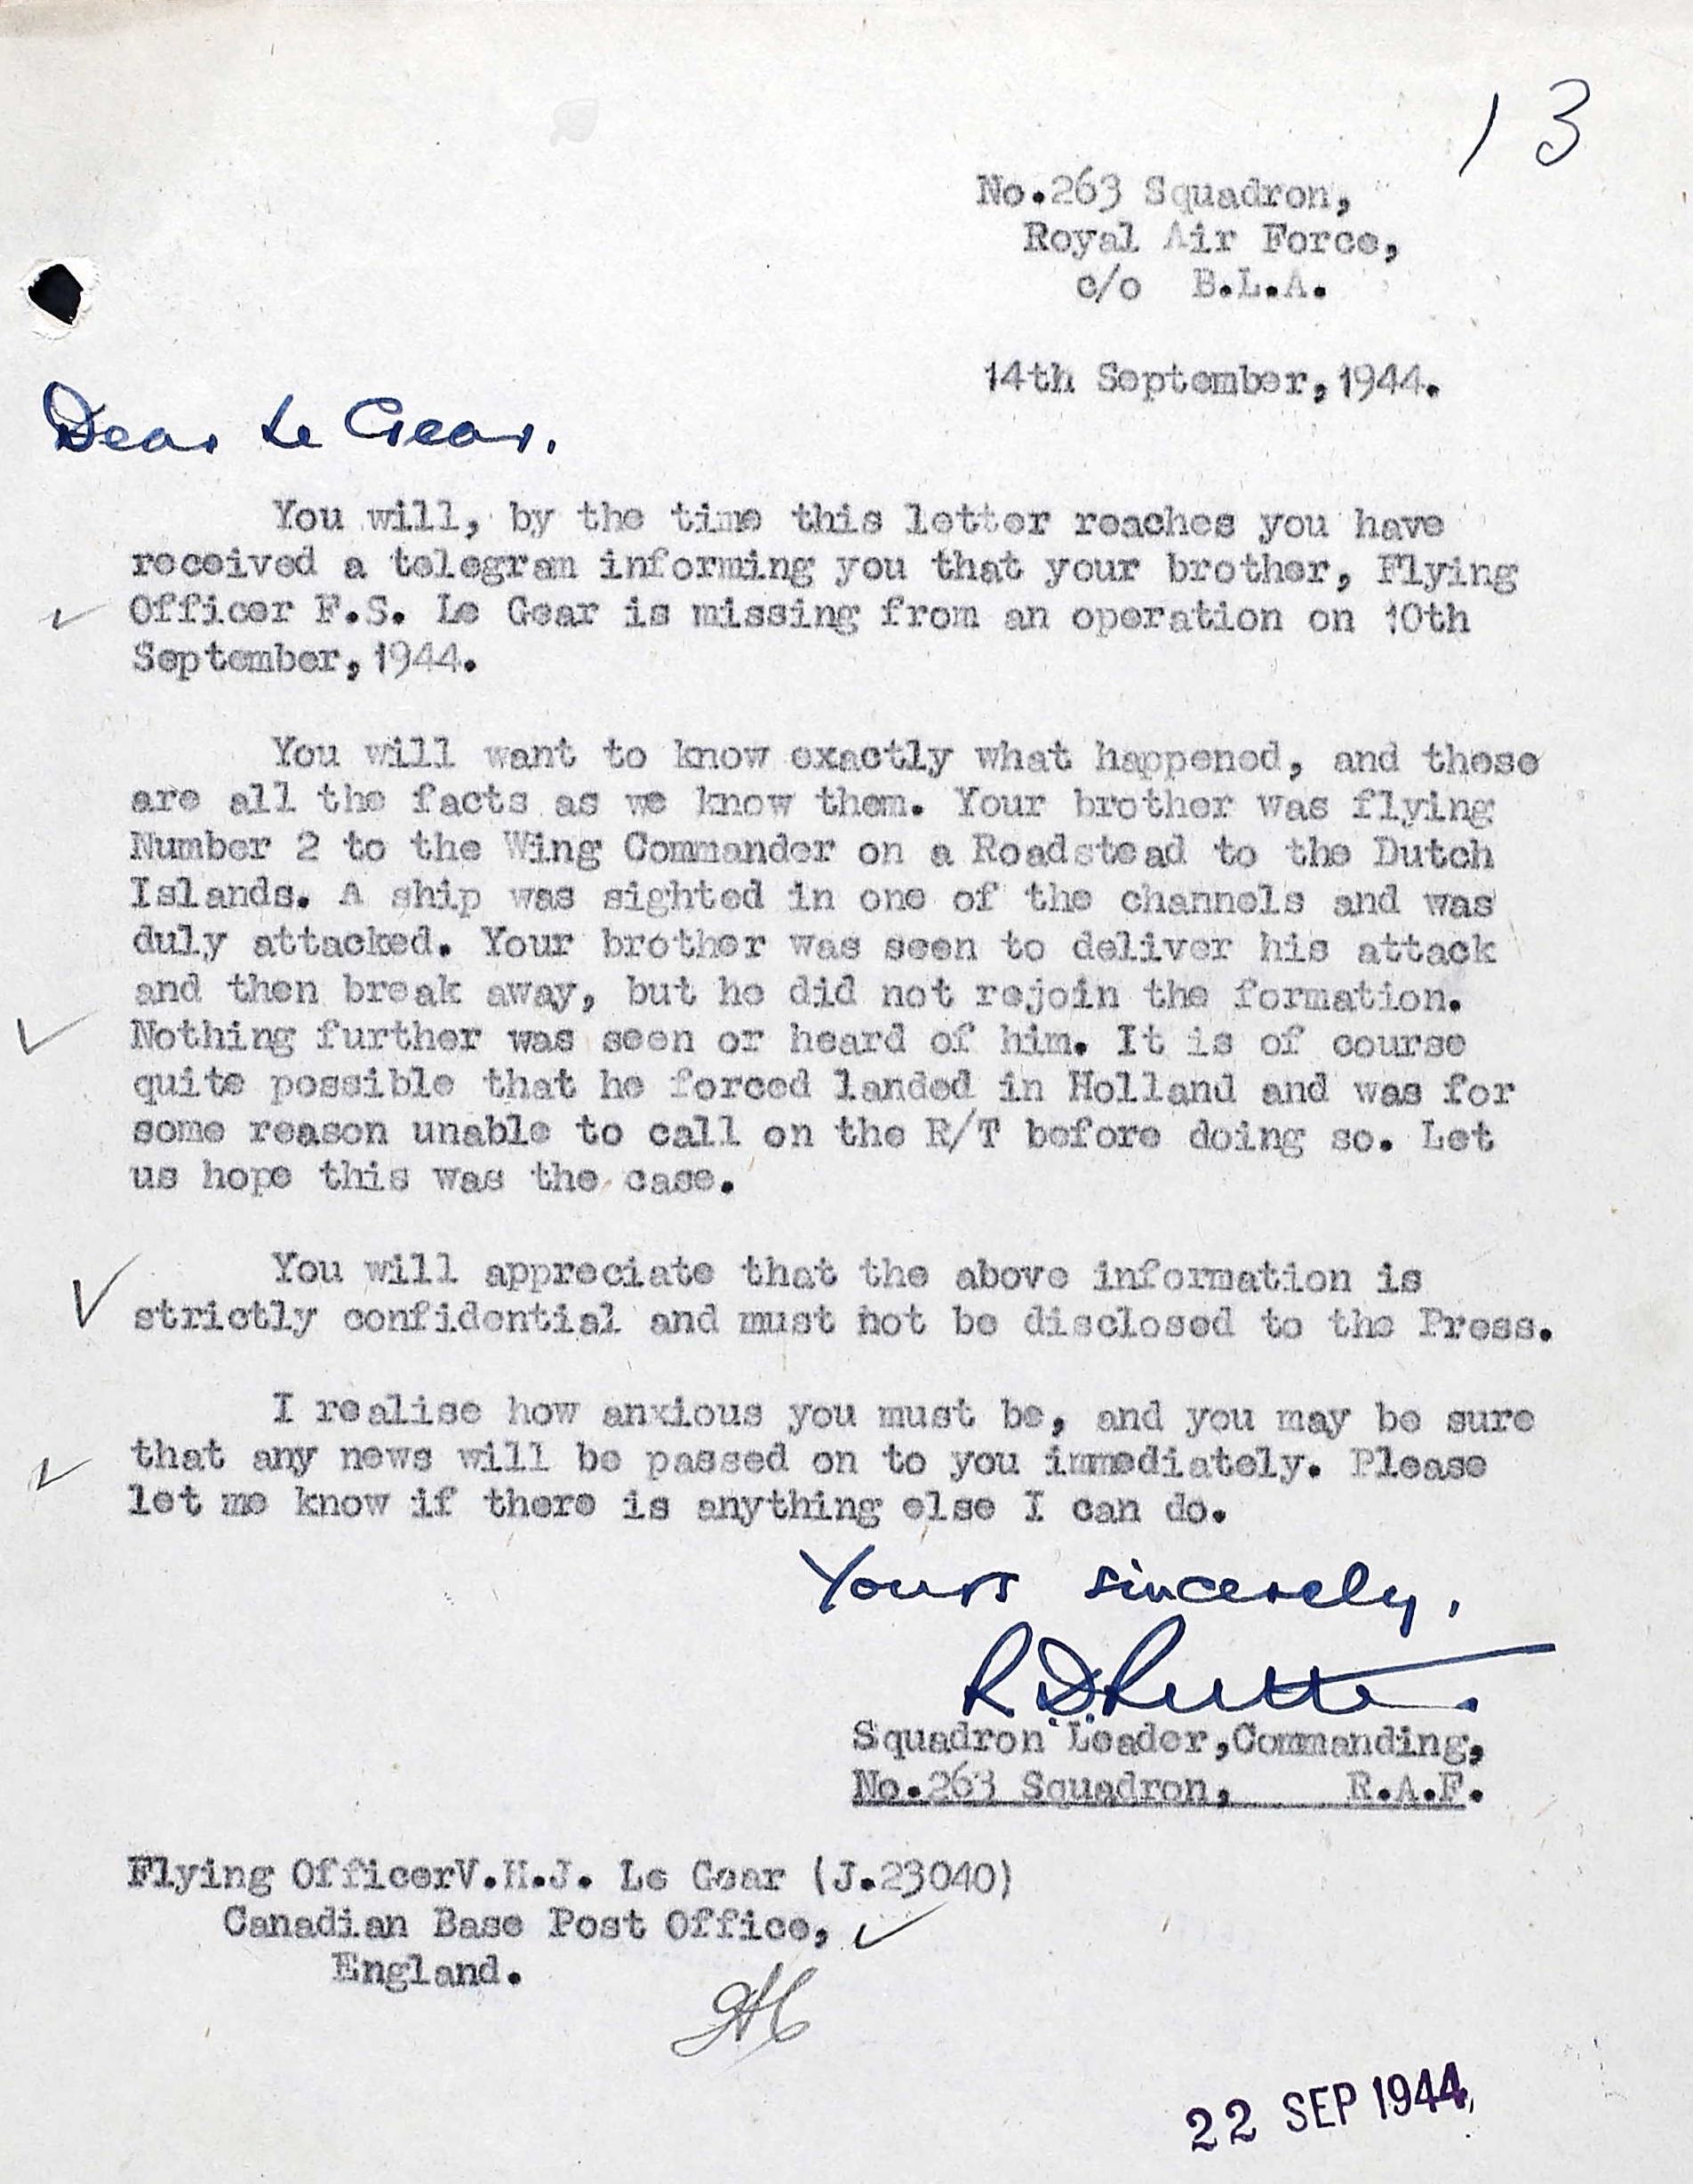 13
No.263 Squadron,
Royal Air Force,
c/o B.L.A.
14th September, 1944.
Dear Le Gear,
You will, by the time this letter reaches you have
received a telegram informing you that your brother, Flying
Officer F.S. Le Gear is missing from an operation on 10th
September, 1944.
You will want to know exactly what happened, and these
are all the facts as we know them. Your brother was flying
Number 2 to the Wing Commander on a Roadstead to the Dutch
Islands. A ship was sighted in one of the channels and was
duly attacked. Your brother was seen to deliver his attack
and then break away, but he did not rejoin the formation.
Nothing further was seen or heard of him. It is of course
quite possible that he forced landed in Holland and was for
some reason unable to call on the R/T before doing so. Let
us hope this was the case.
You will appreciate that the above information is
strictly confidential and must not be disclosed to the Press.
I realise how anxious you must be, and you may be sure
that any news will be passed on to you immediately. Please
let me know if there is anything else I can do.
Yours sincerely,
R.D.Rutter.
Squadron Leader,Commanding,
No.263 Squadron, R.A.F.
Flying OfficerV.H.J. Le Gear (J.23040)
Canadian Base Post Office,
England.
22 SEP 1944